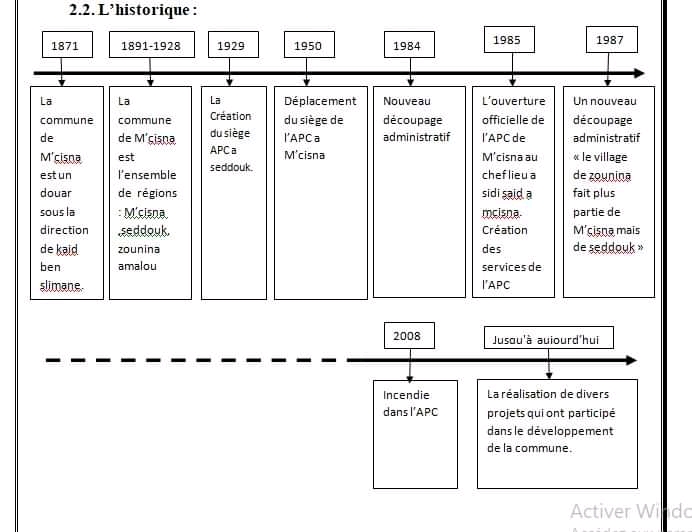 2.2. L’historique :
1871
1891-1928
1929
1950
1984
1985
1987
La
commune
de
M’cisna
est un
douar
sous la
direction
de kaid
ben
slimane.
La
commune
de M’cisna
est
l’ensemble
de régions
: M’cisna
,seddouk,
zounina
amalou
La
Création
du siège
APC a
seddouk.
Déplacement
du siège de
l’APC a
M’cisna
Nouveau
découpage
administratif
L’ouverture
officielle de
l’APC de
M’cisna au
chef lieu a
sidi said a
mcisna.
Création
des
services de
l’APC
Un nouveau
découpage
administratif
« le village
de zounina
fait plus
partie de
M’cisna mais
de seddouk »
2008
Jusqu’à aujourd’hui
Incendie
dans l’APC
La réalisation de divers
projets qui ont participé
dans le développement
de la commune.
Activer Windo